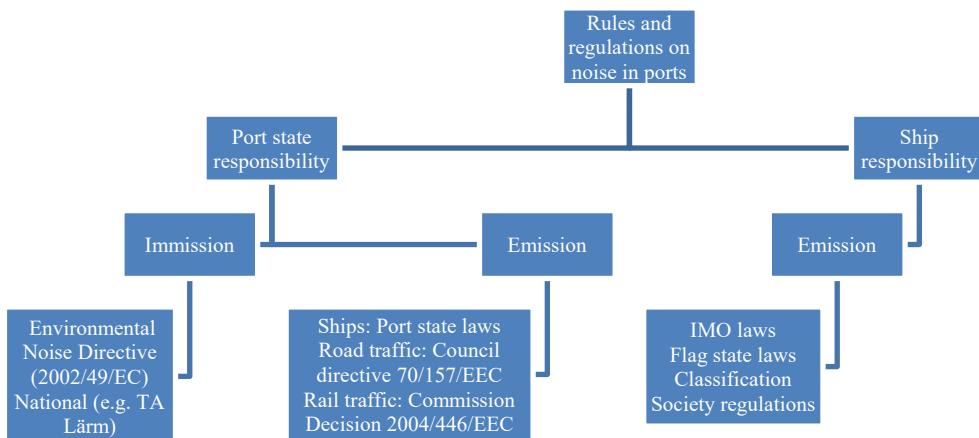 Rules and
regulations on
noise in ports
Port state
responsibility
Ship
responsibility
Immission
Emission
Emission
Environmental
Noise Directive
(2002/49/EC)
National (e.g. TA
Lärm)
Ships: Port state laws
Road traffic: Council
directive 70/157/EEC
Rail traffic: Commission
Decision 2004/446/EEC
IMO laws
Flag state laws
Classification
Society regulations